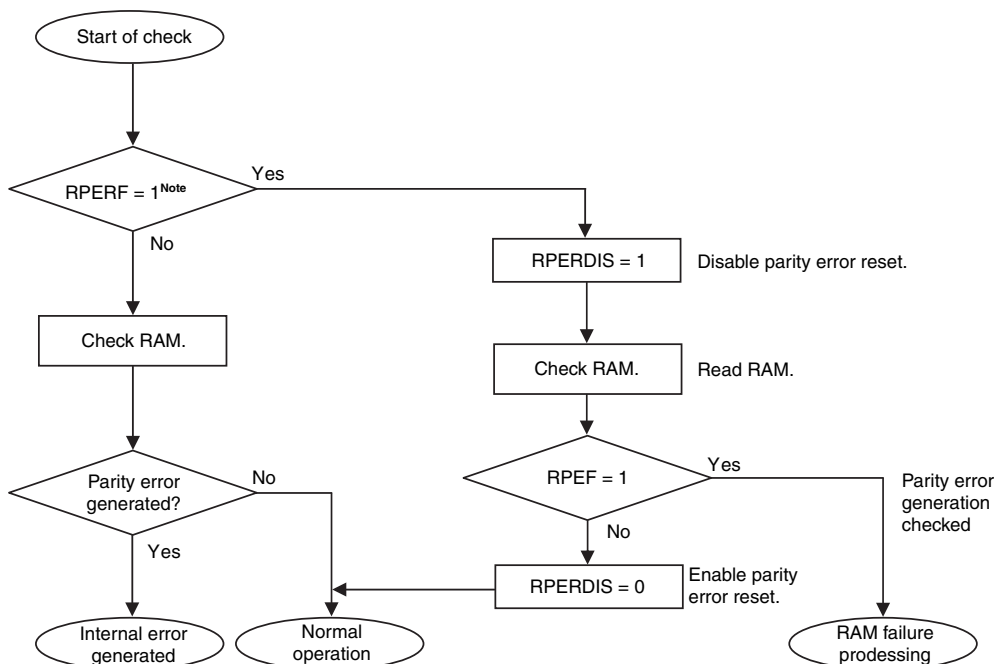 Start of check
RPERF = 1Note
Yes
No
RPERDIS = 1
Disable parity error reset.
Check RAM.
Check RAM.
Read RAM.
Parity error
generated?
No
Yes
RPEF = 1
Yes
No
Parity error
generation
checked
RPERDIS = 0
Enable parity
error reset.
Internal error
generated
Normal
operation
RAM failure
prodessing